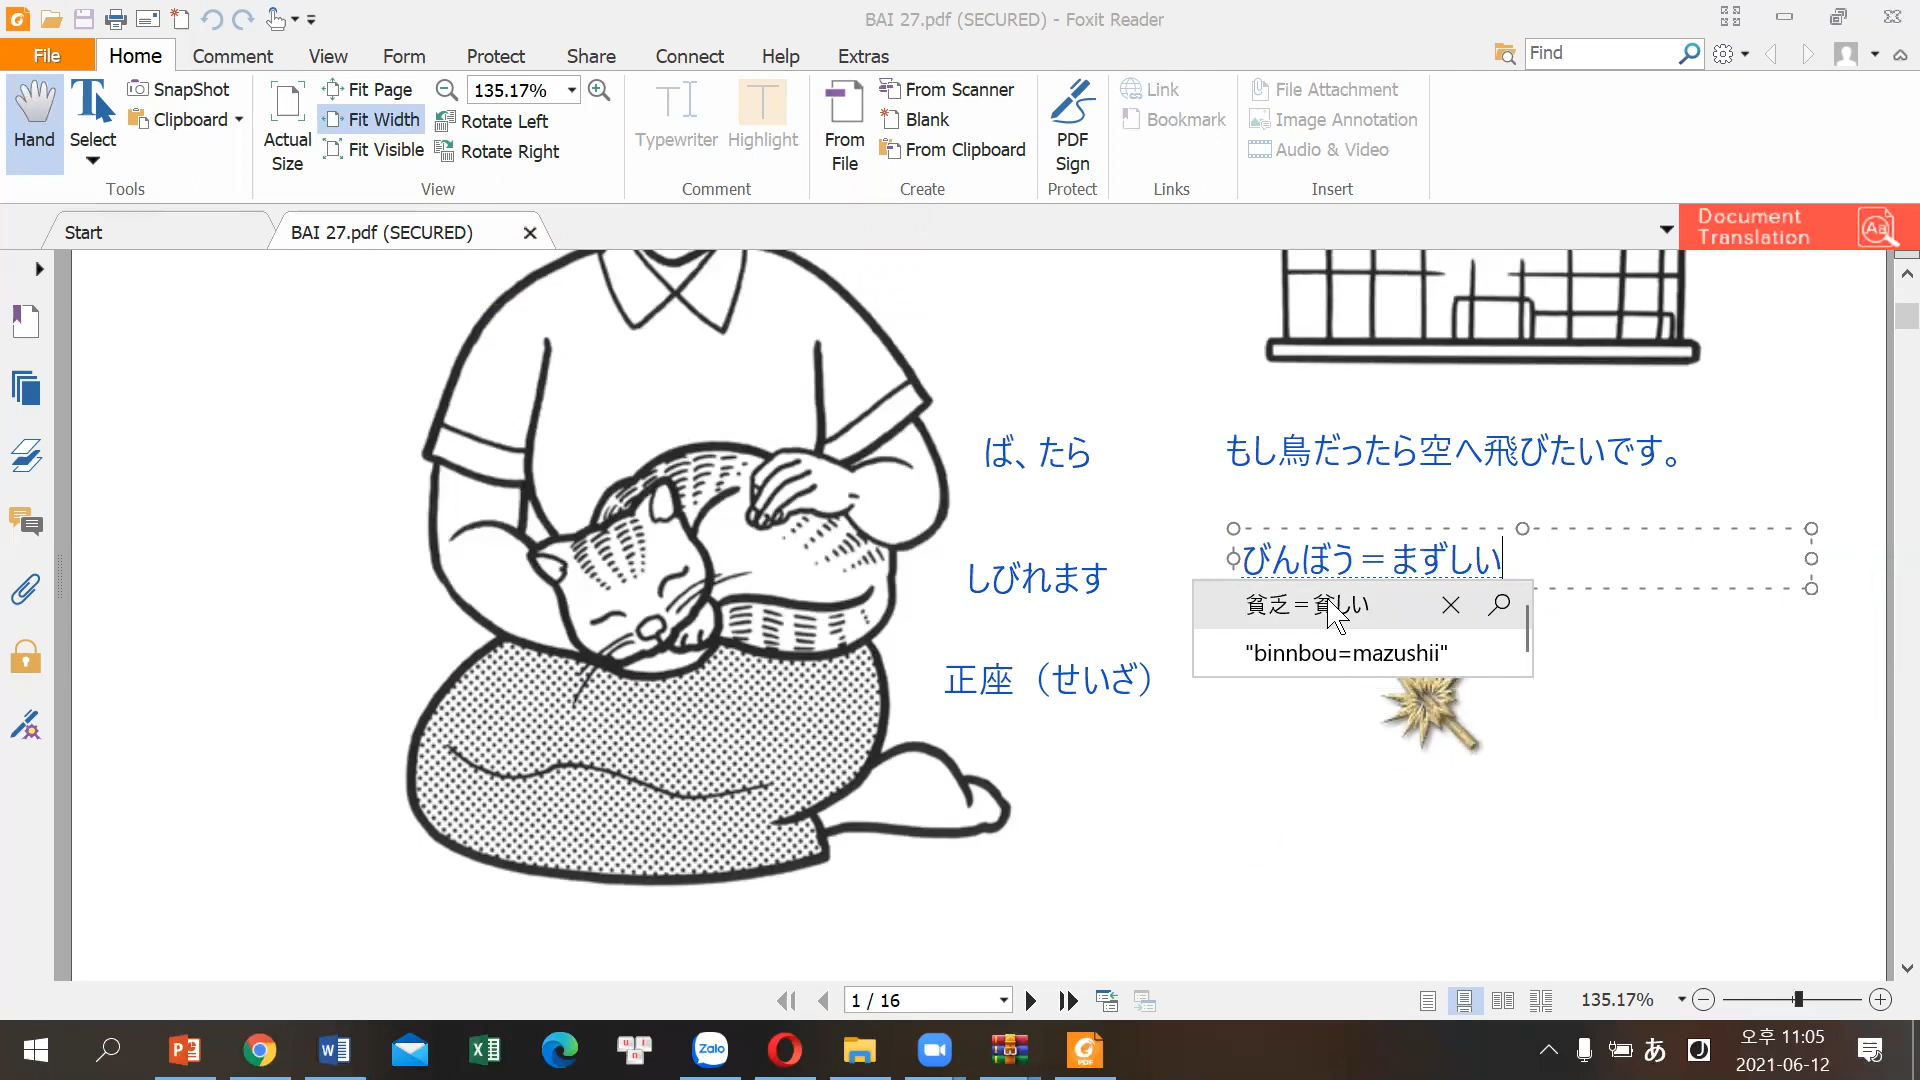 BAI 27.pdf (SECURED) - Foxit Reader
File Home Comment View Form Protect Share Connect Help Extras
Find
Hand
Select
SnapShot
Clipboard
Tools
Actual Size
Fit Page
Fit Width
Fit Visible
135.17%
Rotate Left
Rotate Right
View
Typewriter
Highlight
Comment
From File
From Scanner
Blank
From Clipboard
Create
PDF Sign
Protect
Link
Bookmark
Links
File Attachment
Image Annotation
Audio & Video
Insert
Start
BAI 27.pdf (SECURED)
Document Translation
ば、たら
もし鳥だったら空へ飛びたいです。
びんぼう＝まずしい
しびれます
貧乏＝貧しい
"binnbou=mazushii"
正座（せいざ）
1 / 16
135.17%
Zalo
あ
오후 11:05
2021-06-12